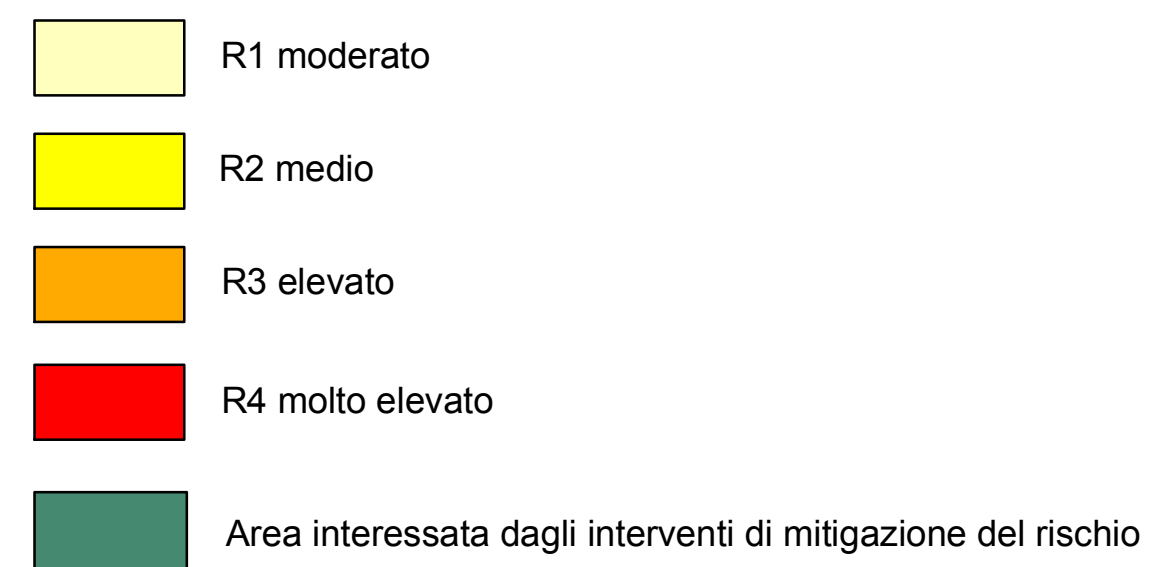 R1 moderato
R2 medio
R3 elevato
R4 molto elevato
Area interessata dagli interventi di mitigazione del rischio